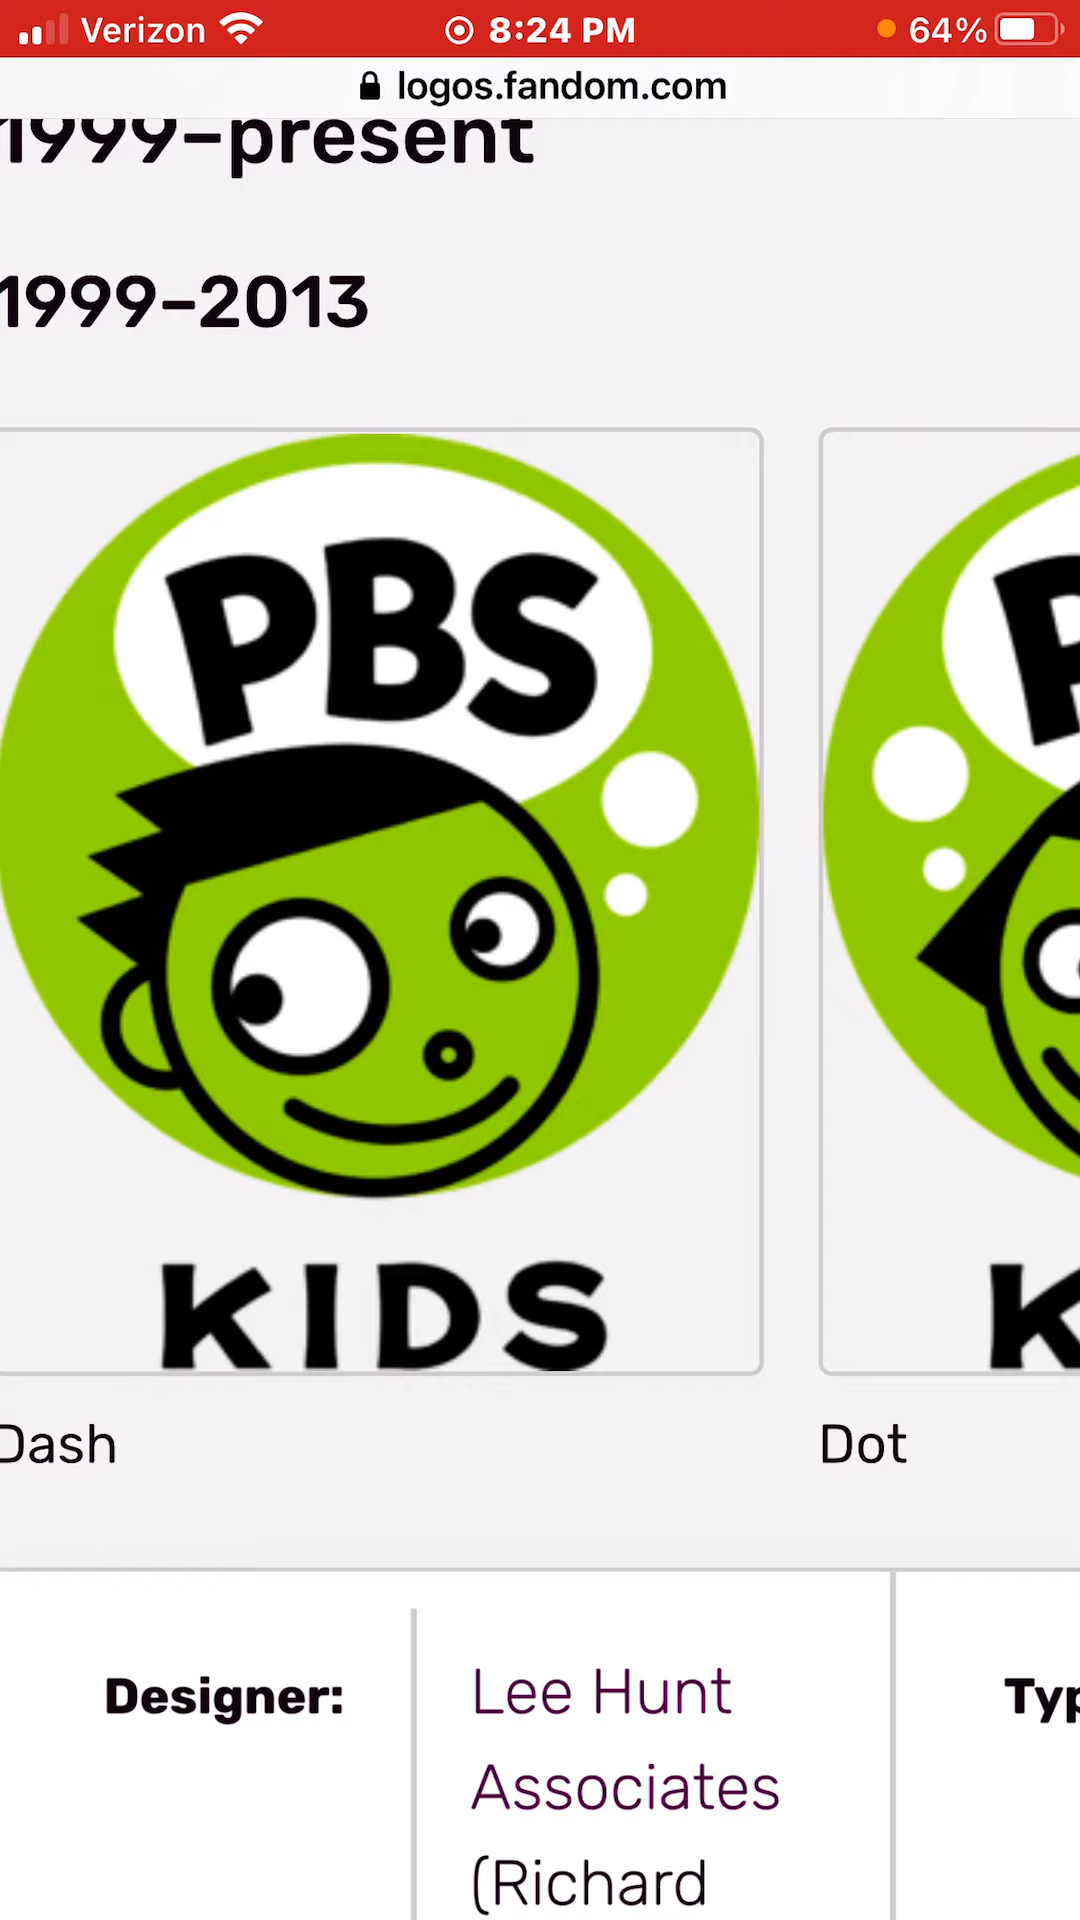 Verizon 8:24 PM 64%
logos.fandom.com
1999–present
1999–2013
PBS
KIDS
Dash
Dot
Designer:
Lee Hunt
Associates
(Richard